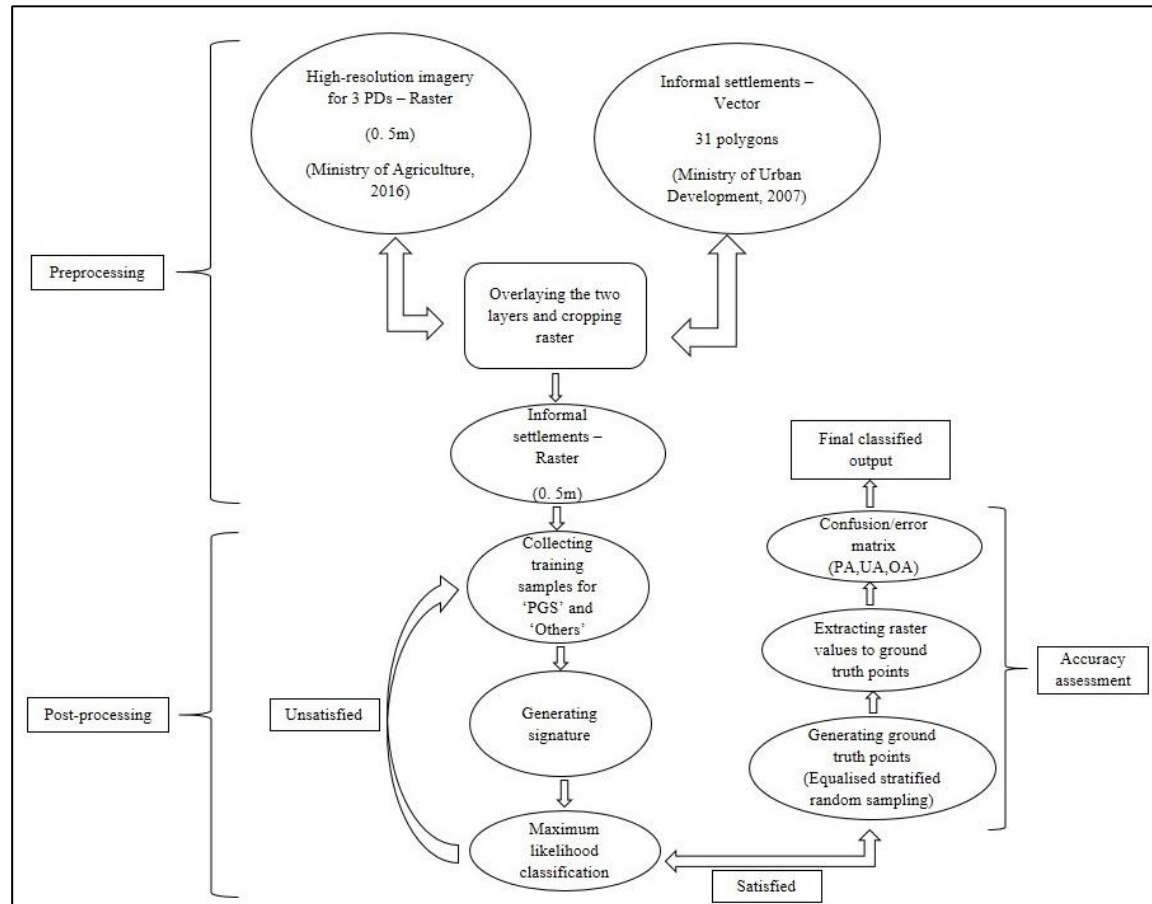 High-resolution imagery
for 3 PDs – Raster
(0. 5m)
(Ministry of Agriculture,
2016)
Informal settlements –
Vector
31 polygons
(Ministry of Urban
Development, 2007)
Preprocessing
Overlaying the two
layers and cropping
raster
Informal
settlements –
Raster
(0. 5m)
Post-processing
Unsatisfied
Collecting
training
samples for
‘PGS’ and
‘Others’
Generating
signature
Maximum
likelihood
classification
Satisfied
Generating ground
truth points
(Equalised stratified
random sampling)
Extracting raster
values to ground
truth points
Confusion/error
matrix
(PA,UA,OA)
Final classified
output
Accuracy
assessment